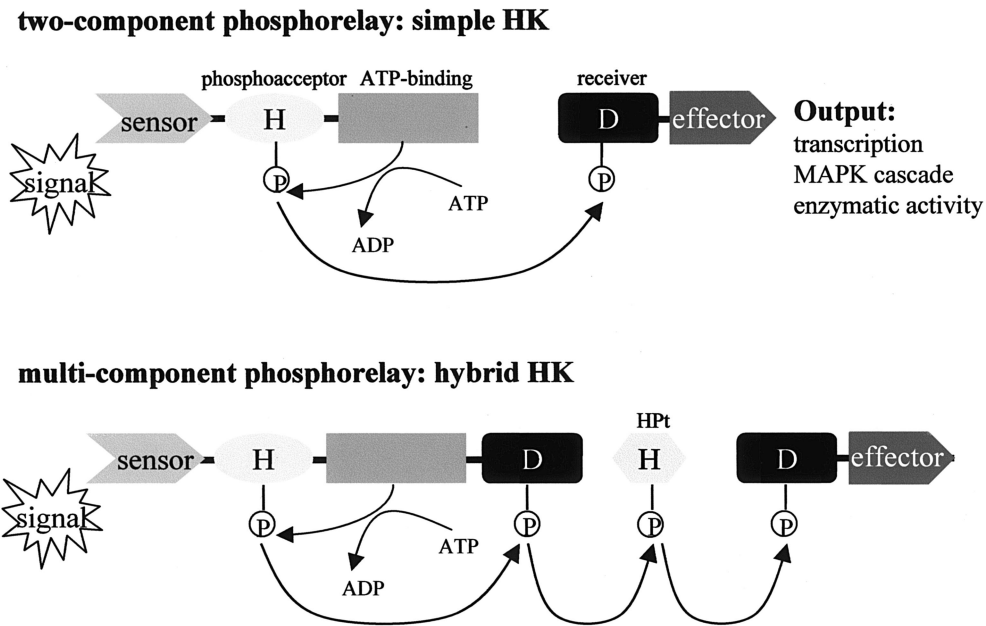 two-component phosphorelay: simple HK
phosphoacceptor ATP-binding receiver
sensor H D effector
Output:
transcription
MAPK cascade
enzymatic activity
signal P P
ATP
ADP
multi-component phosphorelay: hybrid HK
HPt
sensor H D H D effector
signal P P P P
ATP
ADP